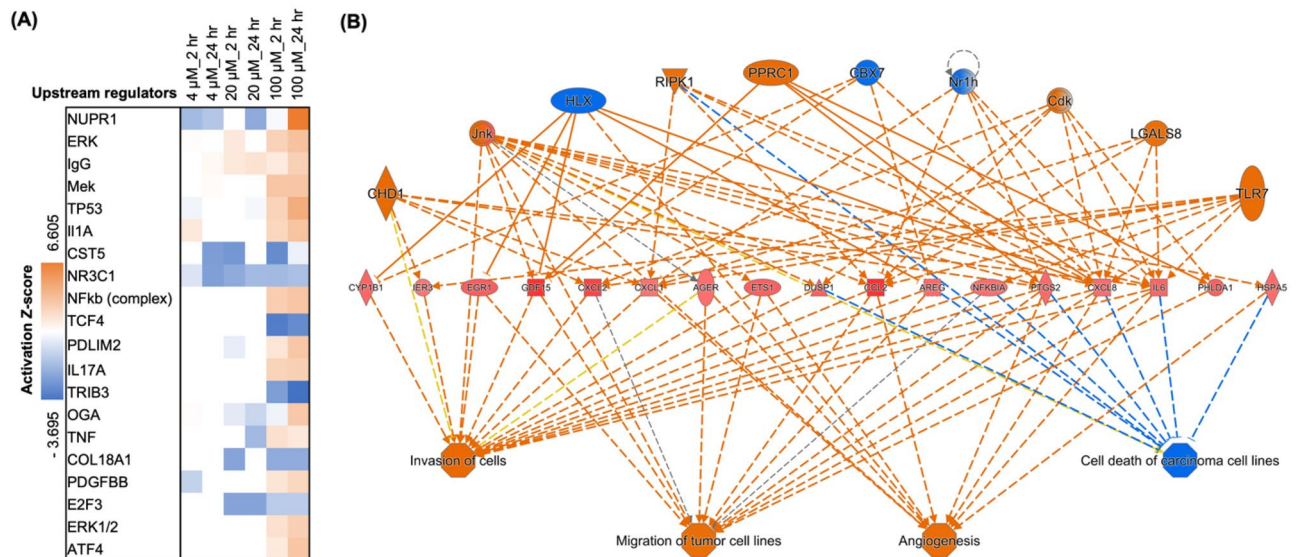 (A)
4 µM_2 hr
4 µM_24 hr
20 µM_2 hr
20 µM_24 hr
100 µM_2 hr
100 µM_24 hr
Upstream regulators
NUPR1
ERK
IgG
Mek
TP53
Il1A
CST5
NR3C1
NFkb (complex)
TCF4
PDLIM2
IL17A
TRIB3
OGA
TNF
COL18A1
PDGFBB
E2F3
ERK1/2
ATF4
Activation Z-score
6.605
- 3.695
(B)
RIPK1
PPRC1
CBX7
Nr1h
HLX
Cdk
Jnk
LGALS8
CHD1
TLR7
CYP1B1
IER3
EGR1
GDF15
CXCL2
CXCL1
AGER
ETS1
DUSP1
CCL2
AREG
NFKBIA
PTGS2
CXCL8
IL6
PHLDA1
HSPA5
Invasion of cells
Cell death of carcinoma cell lines
Migration of tumor cell lines
Angiogenesis